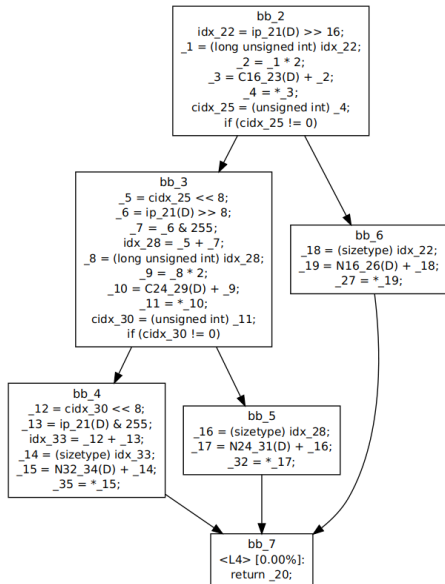 bb_2
idx_22 = ip_21(D) >> 16;
_1 = (long unsigned int) idx_22;
_2 = _1 * 2;
_3 = C16_23(D) + _2;
_4 = *_3;
cidx_25 = (unsigned int) _4;
if (cidx_25 != 0)
bb_3
_5 = cidx_25 << 8;
_6 = ip_21(D) >> 8;
_7 = _6 & 255;
idx_28 = _5 + _7;
_8 = (long unsigned int) idx_28;
_9 = _8 * 2;
_10 = C24_29(D) + _9;
_11 = *_10;
cidx_30 = (unsigned int) _11;
if (cidx_30 != 0)
bb_6
_18 = (sizetype) idx_22;
_19 = N16_26(D) + _18;
_27 = *_19;
bb_4
_12 = cidx_30 << 8;
_13 = ip_21(D) & 255;
idx_33 = _12 + _13;
_14 = (sizetype) idx_33;
_15 = N32_34(D) + _14;
_35 = *_15;
bb_5
_16 = (sizetype) idx_28;
_17 = N24_31(D) + _16;
_32 = *_17;
bb_7
<L4> [0.00%]:
return _20;